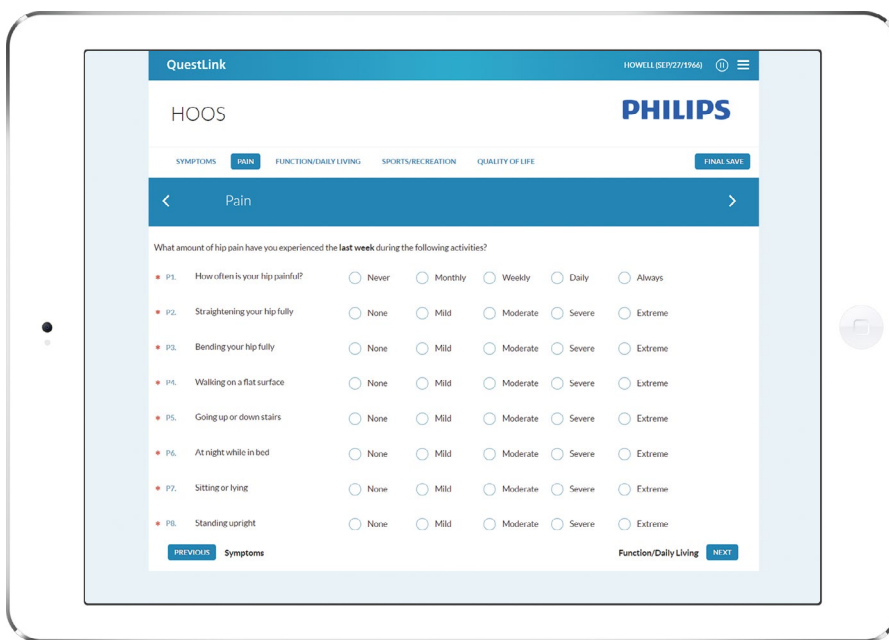 QuestLink HOWELL (SEP/27/1966)
HOOS PHILIPS
SYMPTOMS PAIN FUNCTION/DAILY LIVING SPORTS/RECREATION QUALITY OF LIFE FINAL SAVE
Pain
What amount of hip pain have you experienced the last week during the following activities?
* P1. How often is your hip painful? Never Monthly Weekly Daily Always
* P2. Straightening your hip fully None Mild Moderate Severe Extreme
* P3. Bending your hip fully None Mild Moderate Severe Extreme
* P4. Walking on a flat surface None Mild Moderate Severe Extreme
* P5. Going up or down stairs None Mild Moderate Severe Extreme
* P6. At night while in bed None Mild Moderate Severe Extreme
* P7. Sitting or lying None Mild Moderate Severe Extreme
* P8. Standing upright None Mild Moderate Severe Extreme
PREVIOUS Symptoms Function/Daily Living NEXT